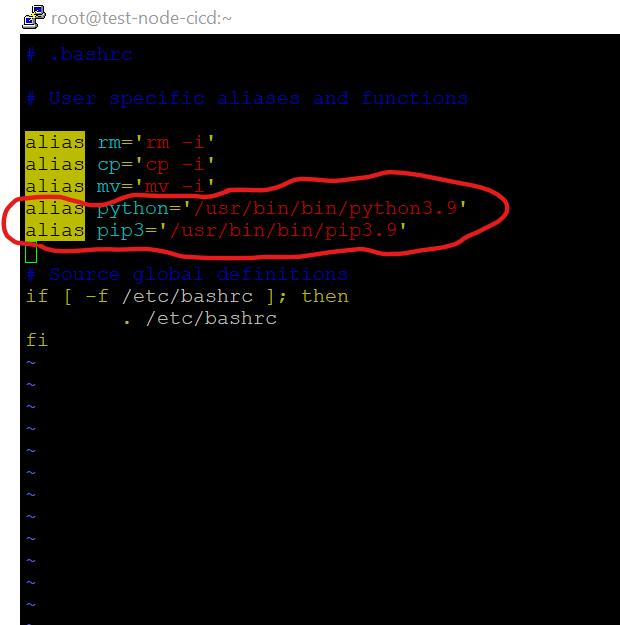 root@test-node-cicd:~
# .bashrc
# User specific aliases and functions
alias rm='rm -i'
alias cp='cp -i'
alias mv='mv -i'
alias python='/usr/bin/bin/python3.9'
alias pip3='/usr/bin/bin/pip3.9'
# Source global definitions
if [ -f /etc/bashrc ]; then
        . /etc/bashrc
fi
~
~
~
~
~
~
~
~
~
~
~
~
~